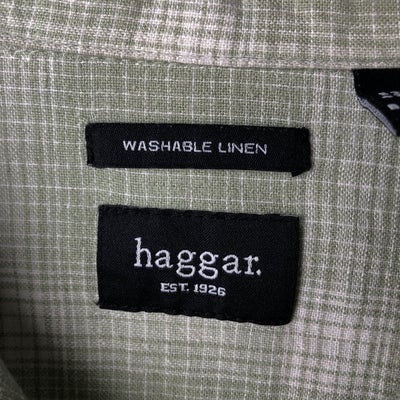 WASHABLE LINEN
haggar.
EST. 1926